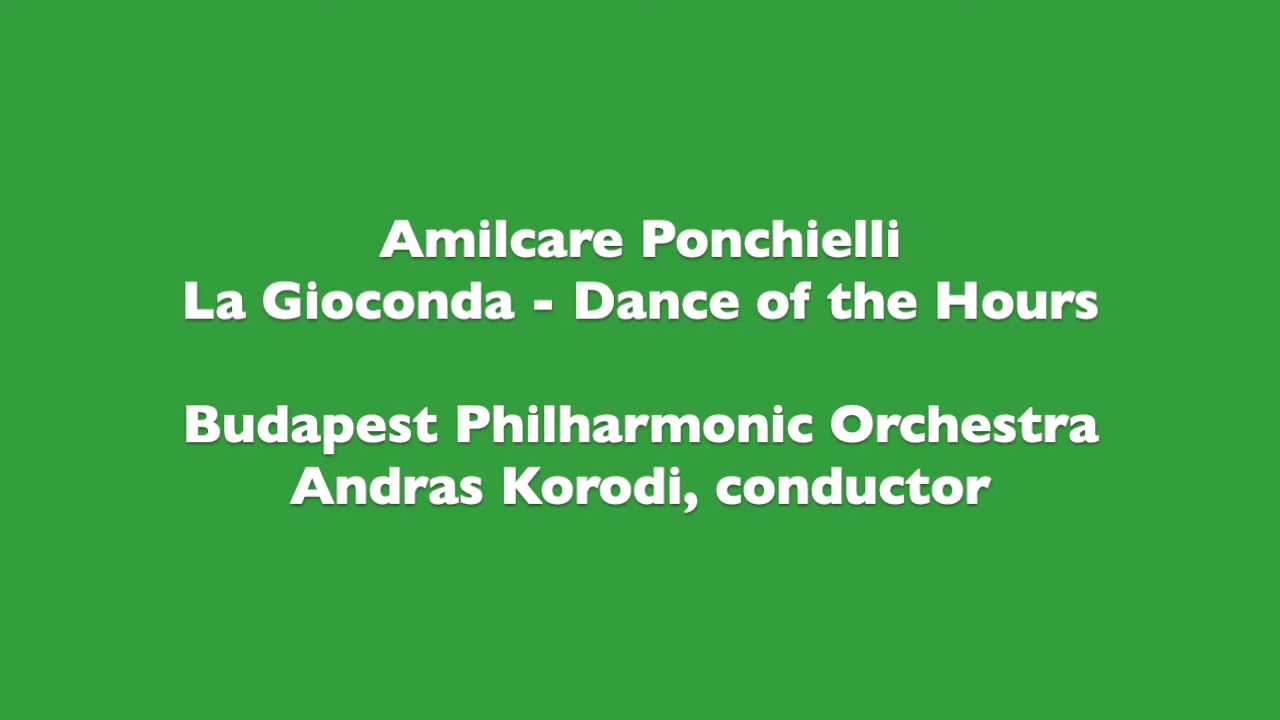 Amilcare Ponchielli
La Gioconda - Dance of the Hours
Budapest Philharmonic Orchestra
Andras Korodi, conductor